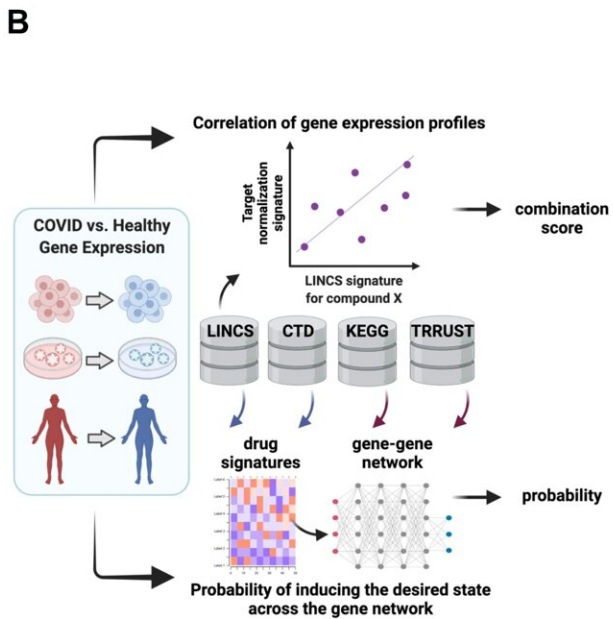 B
Correlation of gene expression profiles
Target
normalization
signature
LINCS signature
for compound X
combination
score
COVID vs. Healthy
Gene Expression
LINCS
CTD
KEGG
TRRUST
drug
signatures
gene-gene
network
probability
Probability of inducing the desired state
across the gene network